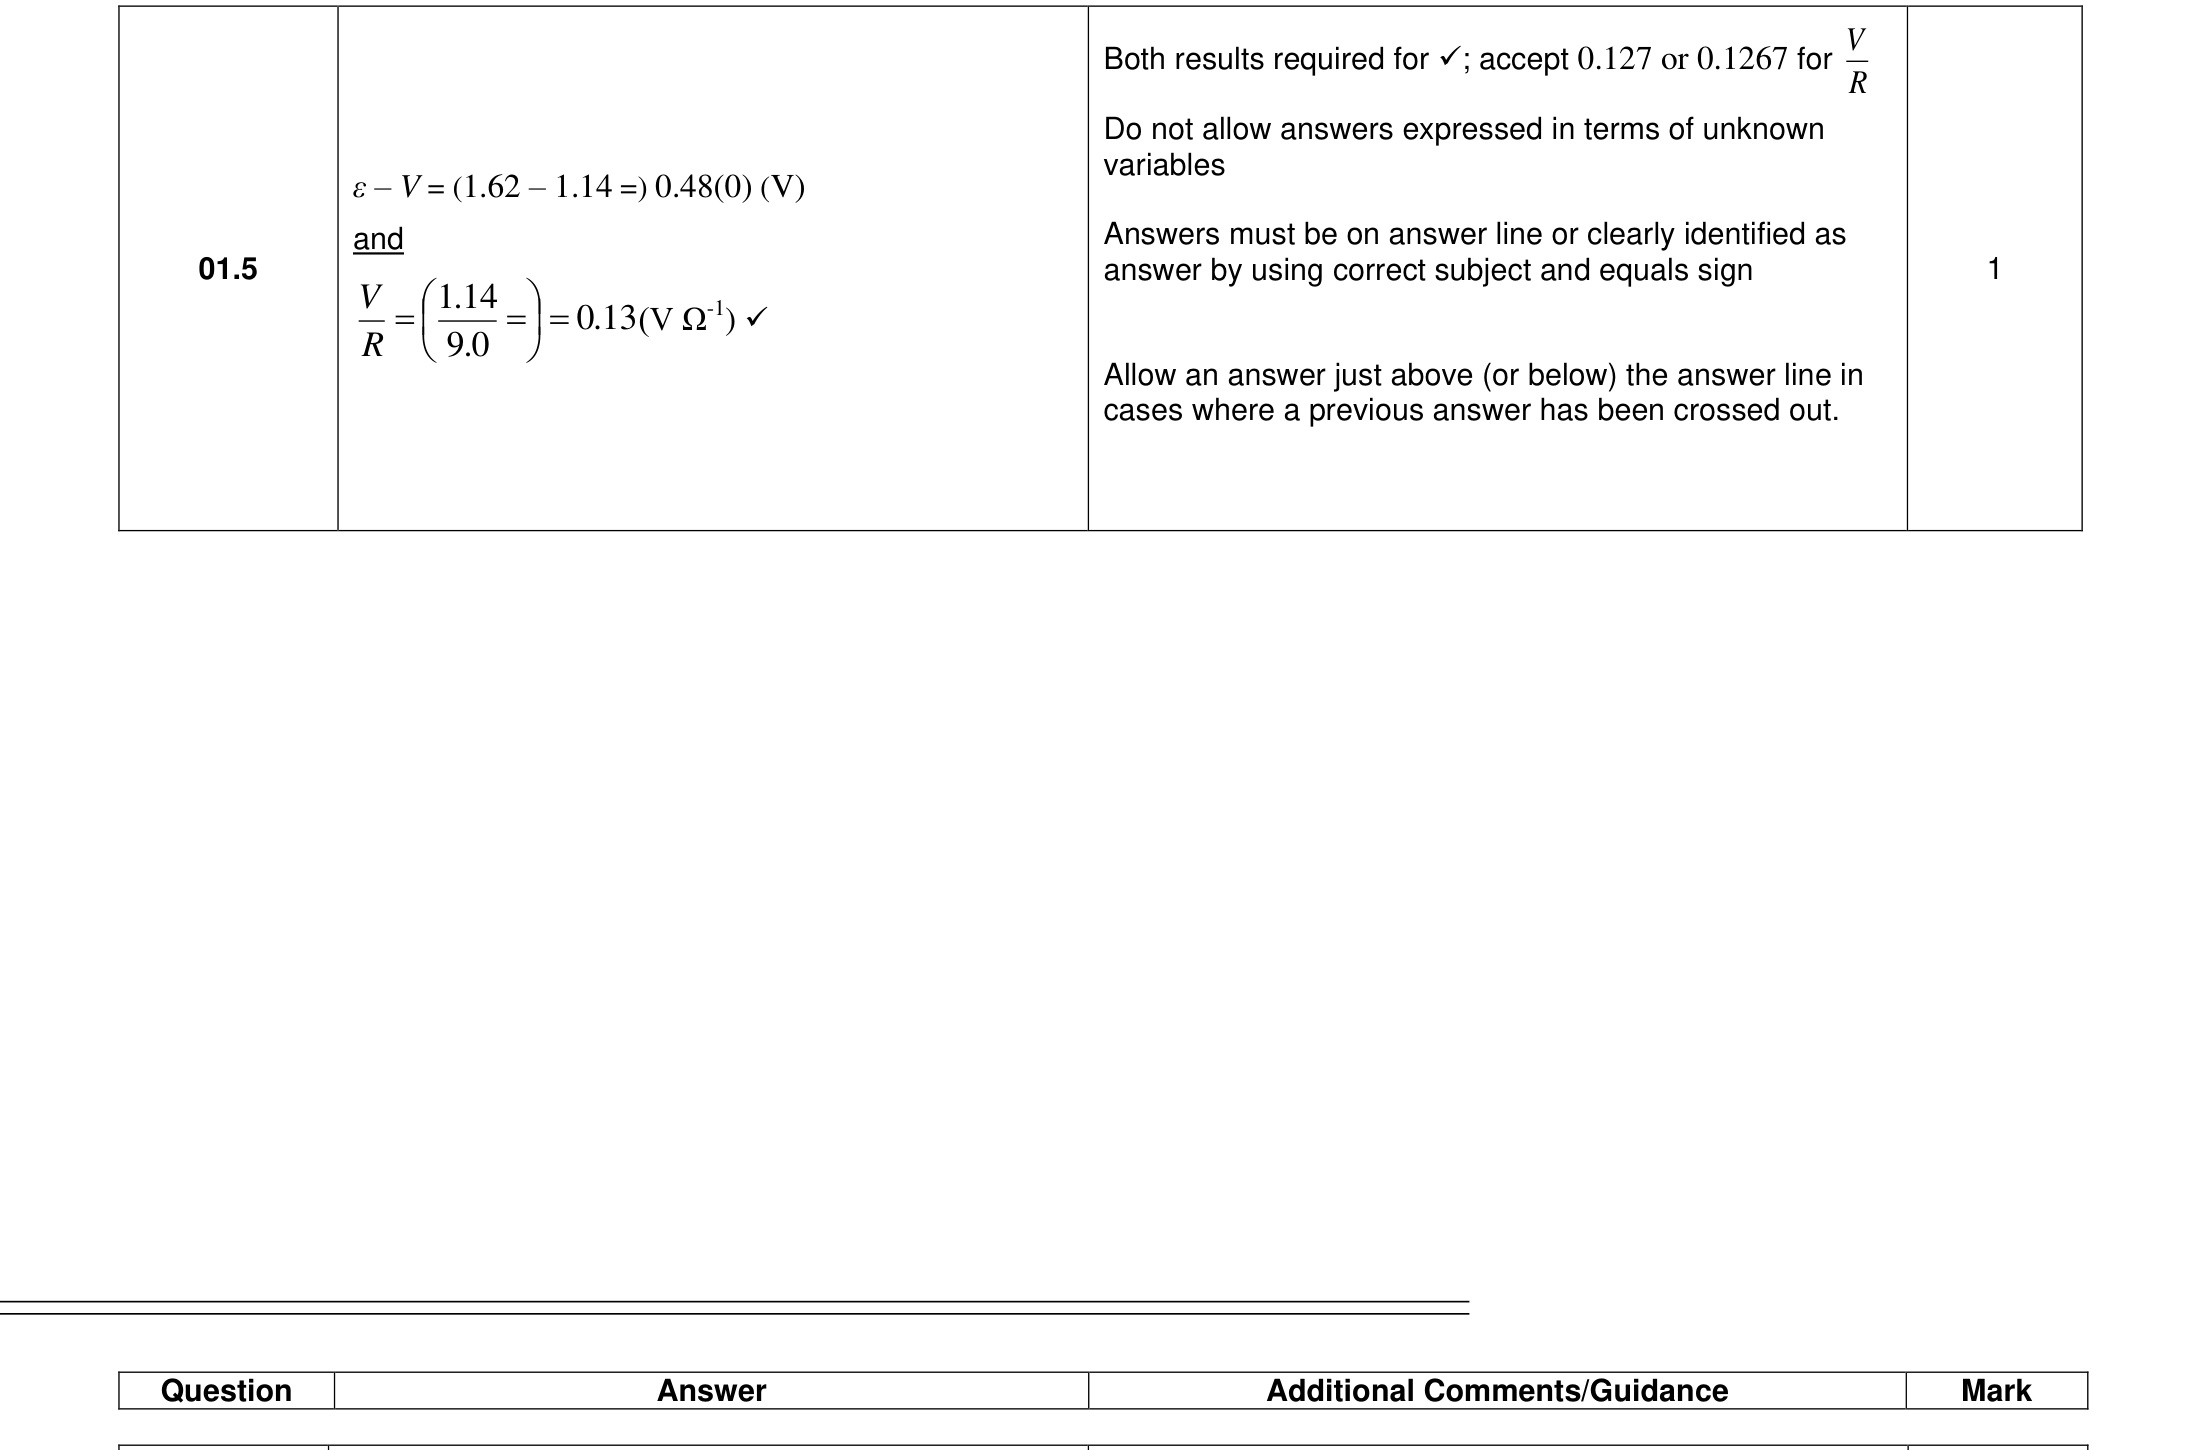 01.5
ε – V = (1.62 – 1.14 =) 0.48(0) (V)
and
V/R = (1.14/9.0 =) = 0.13(V Ω⁻¹) ✓
Both results required for ✓; accept 0.127 or 0.1267 for V/R
Do not allow answers expressed in terms of unknown
variables
Answers must be on answer line or clearly identified as
answer by using correct subject and equals sign
Allow an answer just above (or below) the answer line in
cases where a previous answer has been crossed out.
1
Question Answer Additional Comments/Guidance Mark